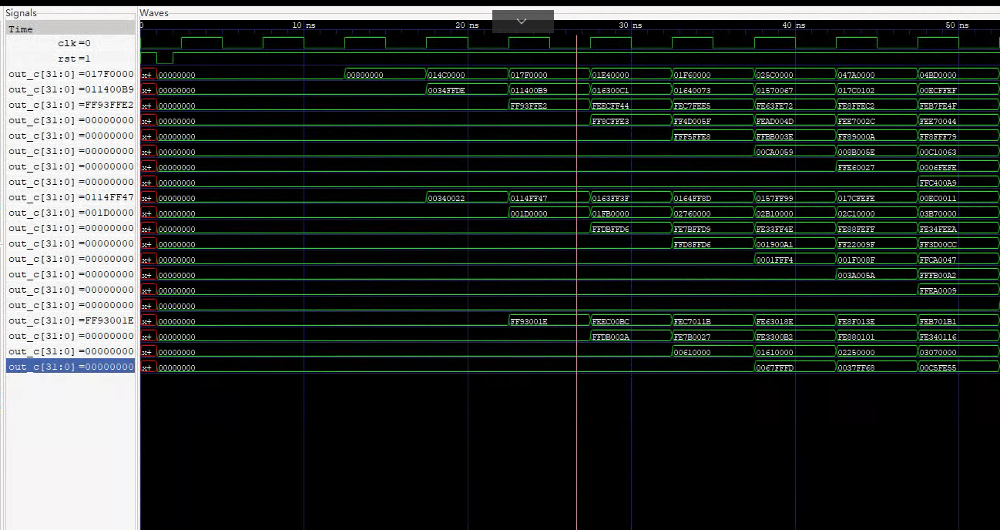 Signals Waves
Time 0 10 ns 20 ns 30 ns 40 ns 50 ns
clk=0
rst=1
out_c[31:0]=017F0000 x+ 00000000 00800000 014C0000 017F0000 01E40000 01F60000 025C0000 047A0000 04BD0000
out_c[31:0]=011400B9 x+ 00000000 0034FFDE 011400B9 016300C1 01640073 01570067 017C0102 00ECFFEF
out_c[31:0]=FF93FFE2 x+ 00000000 FF93FFE2 FEECFF44 FEC7FEE5 FE63FE72 FE8FFEC2 FEB7FE4F
out_c[31:0]=00000000 x+ 00000000 FF8CFFE3 FF4D005F FEAD004D FEE7002C FEE70044
out_c[31:0]=00000000 x+ 00000000 FFF5FFE8 FFBB003E FF89000A FF8FFF79
out_c[31:0]=00000000 x+ 00000000 00CA0059 008B005E 00C10063
out_c[31:0]=00000000 x+ 00000000 FFE60027 0006FEFE
out_c[31:0]=00000000 x+ 00000000 FFC400A9
out_c[31:0]=0114FF47 x+ 00000000 00340022 0114FF47 0163FF3F 0164FF8D 0157FF99 017CFEFE 00EC0011
out_c[31:0]=001D0000 x+ 00000000 001D0000 01FB0000 02760000 02B10000 02C10000 03B70000
out_c[31:0]=00000000 x+ 00000000 FFDBFFD6 FE7BFFD9 FE33FF4E FE88FEFF FE34FEEA
out_c[31:0]=00000000 x+ 00000000 FFD8FFD6 001900A1 FF22009F FF3D00CC
out_c[31:0]=00000000 x+ 00000000 0001FFF4 001F008F FFCA0047
out_c[31:0]=00000000 x+ 00000000 003A005A FFFB00A2
out_c[31:0]=00000000 x+ 00000000 FFEA0009
out_c[31:0]=00000000 x+ 00000000
out_c[31:0]=FF93001E x+ 00000000 FF93001E FEEC00BC FEC7011B FE63018E FE8F013E FEB701B1
out_c[31:0]=00000000 x+ 00000000 FFDB002A FE7B0027 FE3300B2 FE880101 FE340116
out_c[31:0]=00000000 x+ 00000000 00610000 01610000 02250000 03070000
out_c[31:0]=00000000 x+ 00000000 0067FFFD 0037FF68 00C5FE55